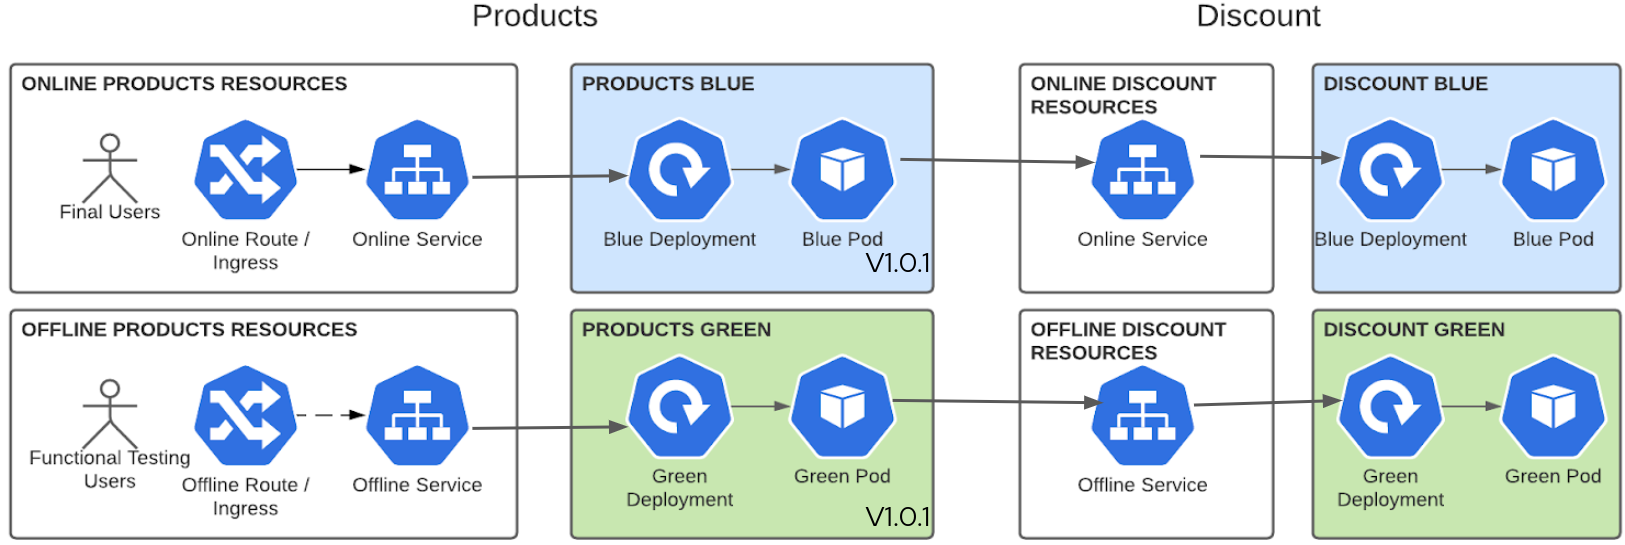 Products
Discount
ONLINE PRODUCTS RESOURCES
Final Users
Online Route /
Ingress
Online Service
PRODUCTS BLUE
Blue Deployment
Blue Pod
V1.0.1
ONLINE DISCOUNT
RESOURCES
Online Service
DISCOUNT BLUE
Blue Deployment
Blue Pod
OFFLINE PRODUCTS RESOURCES
Functional Testing
Users
Offline Route /
Ingress
Offline Service
PRODUCTS GREEN
Green
Deployment
Green Pod
V1.0.1
OFFLINE DISCOUNT
RESOURCES
Offline Service
DISCOUNT GREEN
Green
Deployment
Green Pod